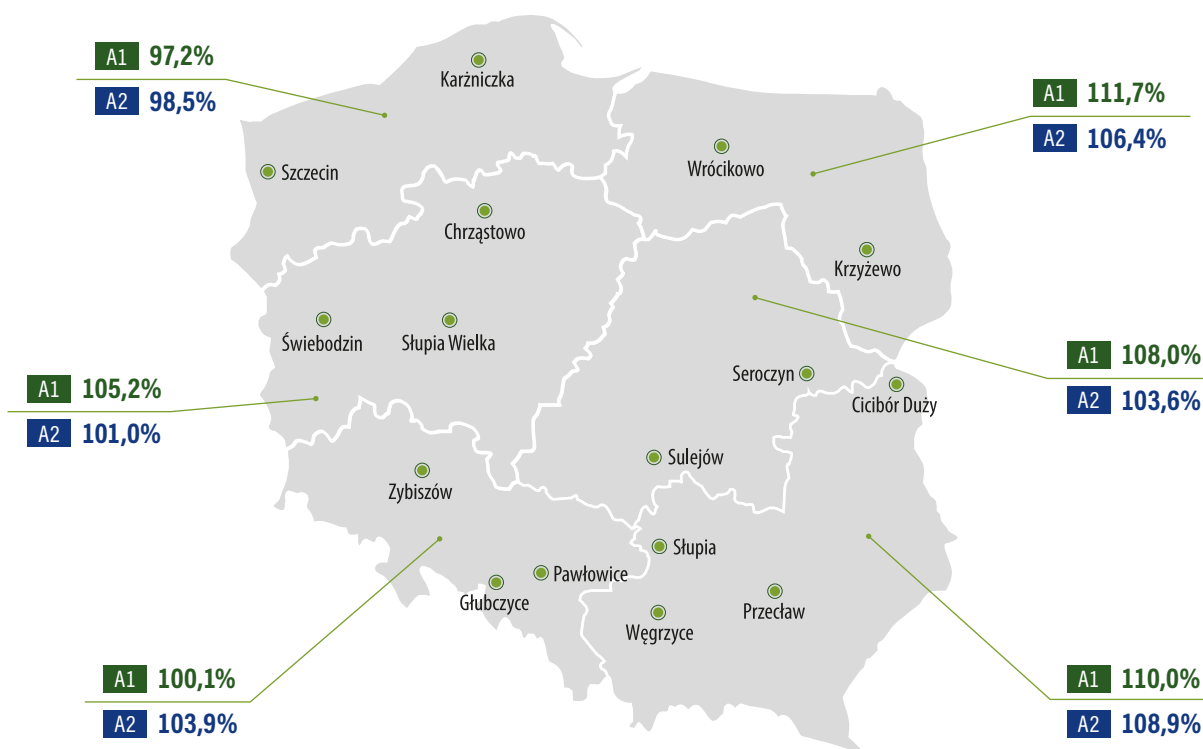 A1 97,2%
A2 98,5%
Karżniczka
Szczecin
A1 111,7%
A2 106,4%
Wrócikowo
Chrząstowo
Krzyżewo
Świebodzin
Słupia Wielka
A1 108,0%
A2 103,6%
Seroczyn
Cicibór Duży
A1 105,2%
A2 101,0%
Sulejów
Zybiszów
Słupia
Pawłowice
Głubczyce
Przecław
Węgrzyce
A1 100,1%
A2 103,9%
A1 110,0%
A2 108,9%